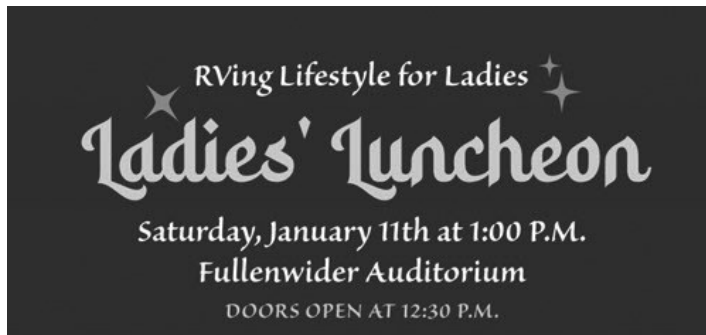 RVing Lifestyle for Ladies
Ladies' Luncheon
Saturday, January 11th at 1:00 P.M.
Fullenwider Auditorium
DOORS OPEN AT 12:30 P.M.